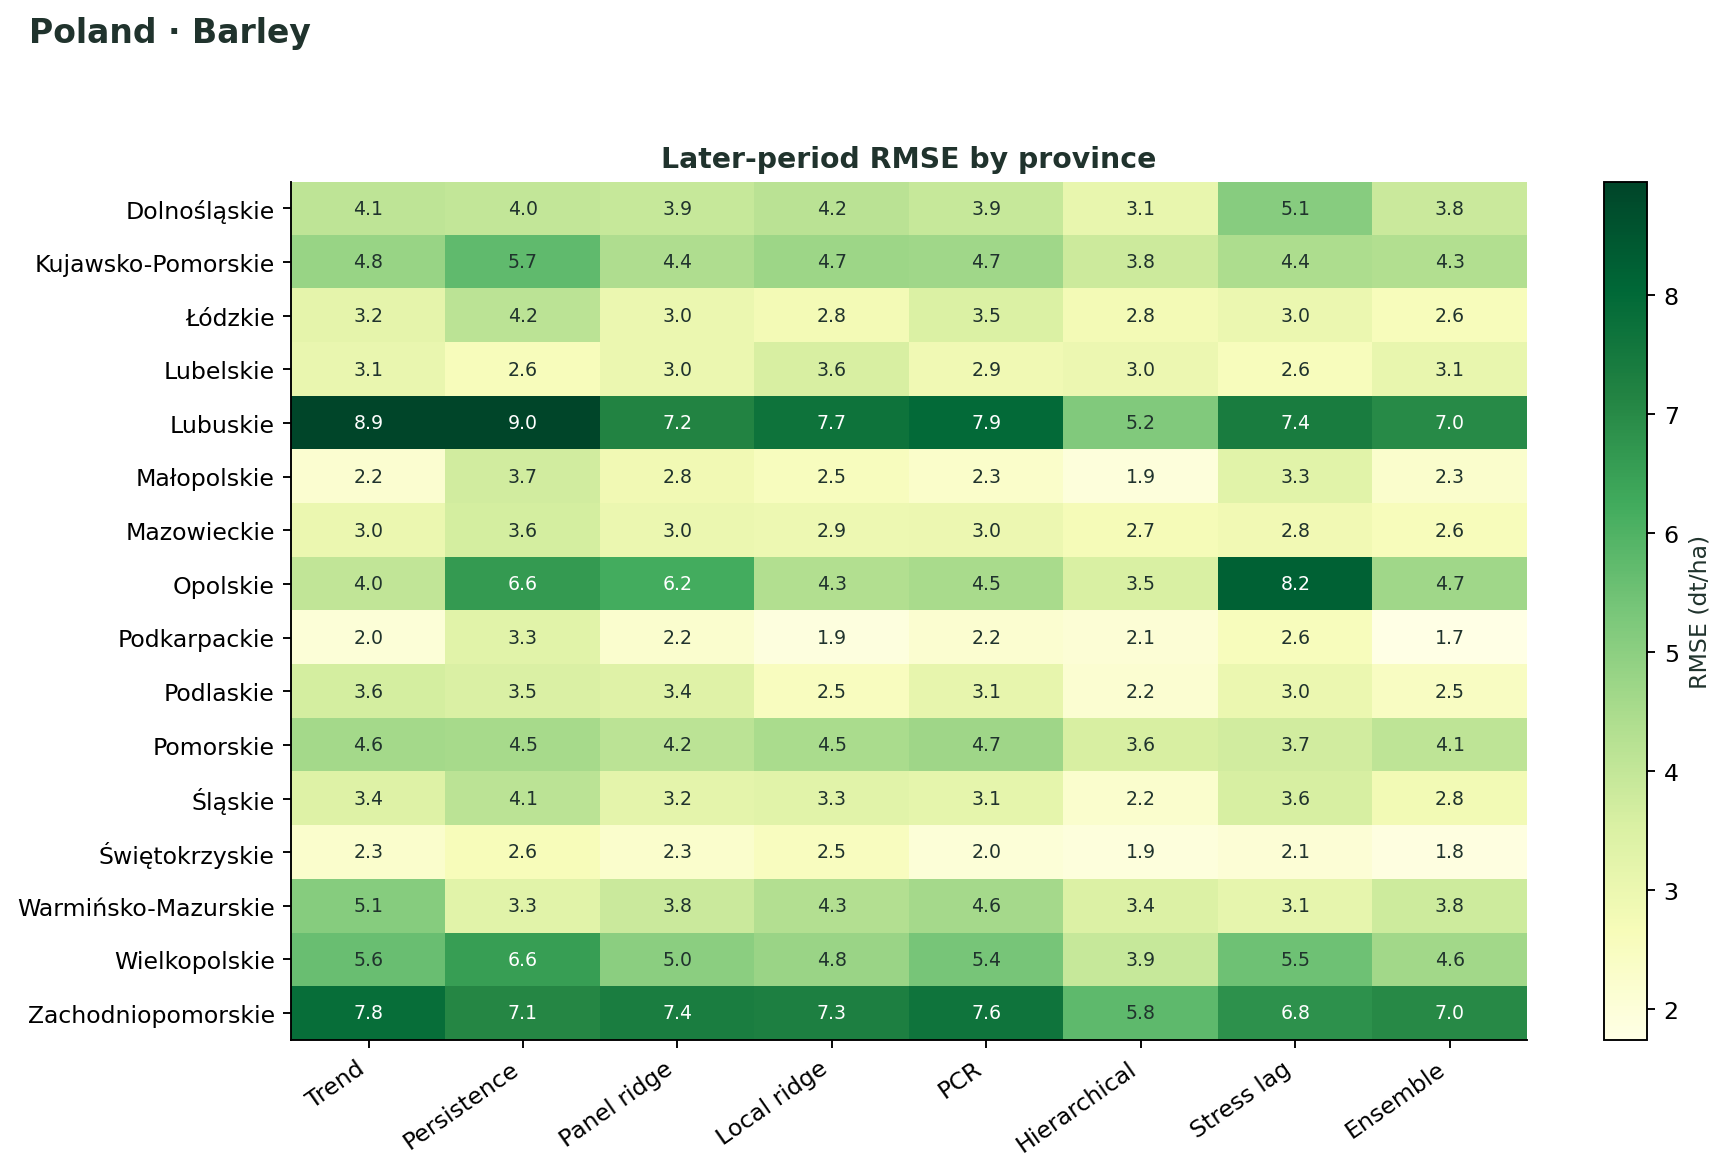 Poland · Barley
Later-period RMSE by province
Dolnośląskie 4.1 4.0 3.9 4.2 3.9 3.1 5.1 3.8
Kujawsko-Pomorskie 4.8 5.7 4.4 4.7 4.7 3.8 4.4 4.3
Łódzkie 3.2 4.2 3.0 2.8 3.5 2.8 3.0 2.6
Lubelskie 3.1 2.6 3.0 3.6 2.9 3.0 2.6 3.1
Lubuskie 8.9 9.0 7.2 7.7 7.9 5.2 7.4 7.0
Małopolskie 2.2 3.7 2.8 2.5 2.3 1.9 3.3 2.3
Mazowieckie 3.0 3.6 3.0 2.9 3.0 2.7 2.8 2.6
Opolskie 4.0 6.6 6.2 4.3 4.5 3.5 8.2 4.7
Podkarpackie 2.0 3.3 2.2 1.9 2.2 2.1 2.6 1.7
Podlaskie 3.6 3.5 3.4 2.5 3.1 2.2 3.0 2.5
Pomorskie 4.6 4.5 4.2 4.5 4.7 3.6 3.7 4.1
Śląskie 3.4 4.1 3.2 3.3 3.1 2.2 3.6 2.8
Świętokrzyskie 2.3 2.6 2.3 2.5 2.0 1.9 2.1 1.8
Warmińsko-Mazurskie 5.1 3.3 3.8 4.3 4.6 3.4 3.1 3.8
Wielkopolskie 5.6 6.6 5.0 4.8 5.4 3.9 5.5 4.6
Zachodniopomorskie 7.8 7.1 7.4 7.3 7.6 5.8 6.8 7.0
Trend Persistence Panel ridge Local ridge PCR Hierarchical Stress lag Ensemble
8
7
6
5
4
3
2
RMSE (dt/ha)